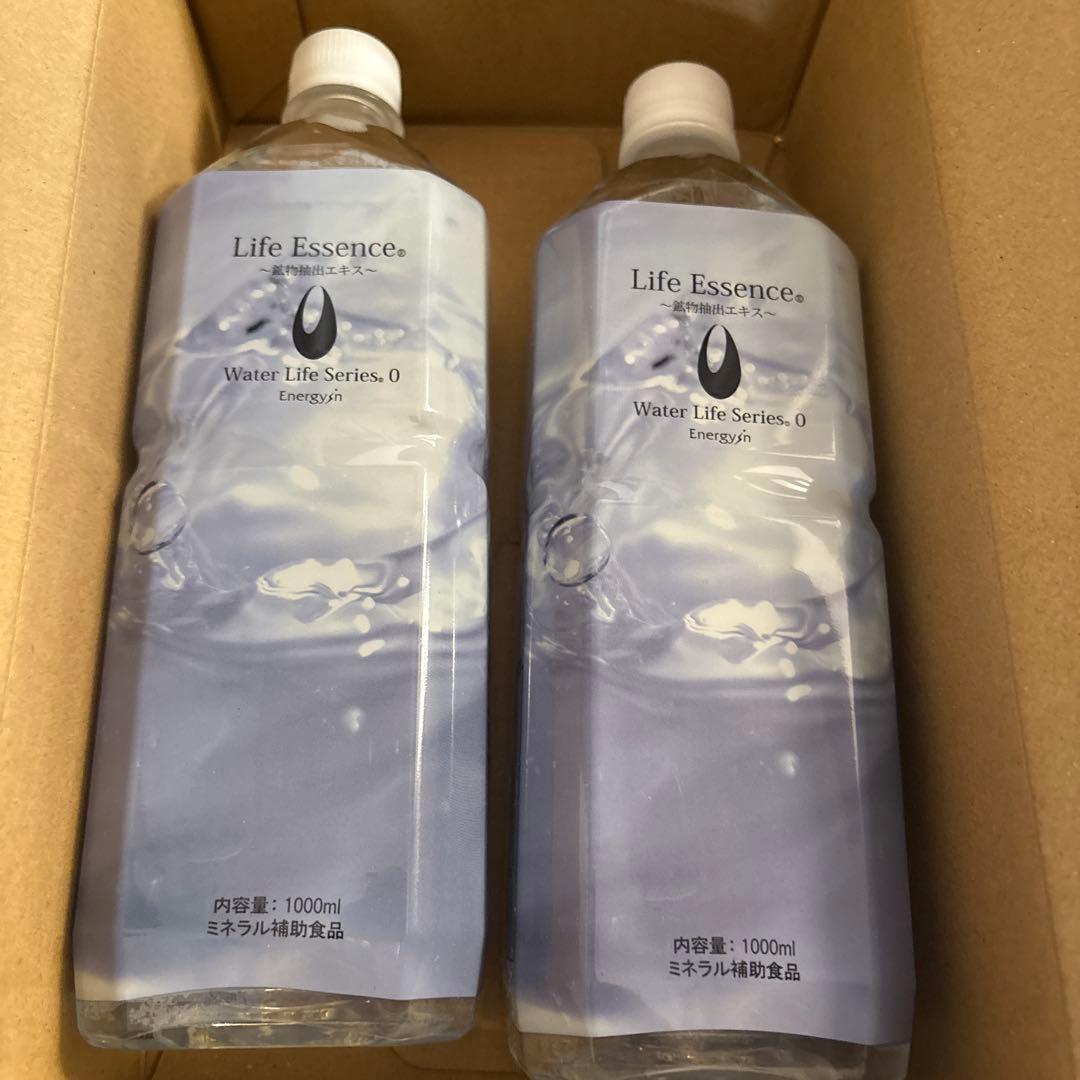 Life Essence®
～鉱物抽出エキス～
Water Life Series® 0
Energysin
内容量：1000ml
ミネラル補助食品
Life Essence®
～鉱物抽出エキス～
Water Life Series® 0
Energysin
内容量：1000ml
ミネラル補助食品